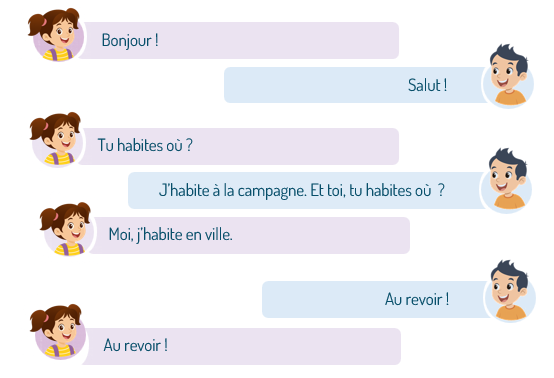 Bonjour !
Salut !
Tu habites où ?
J'habite à la campagne. Et toi, tu habites où ?
Moi, j'habite en ville.
Au revoir !
Au revoir !